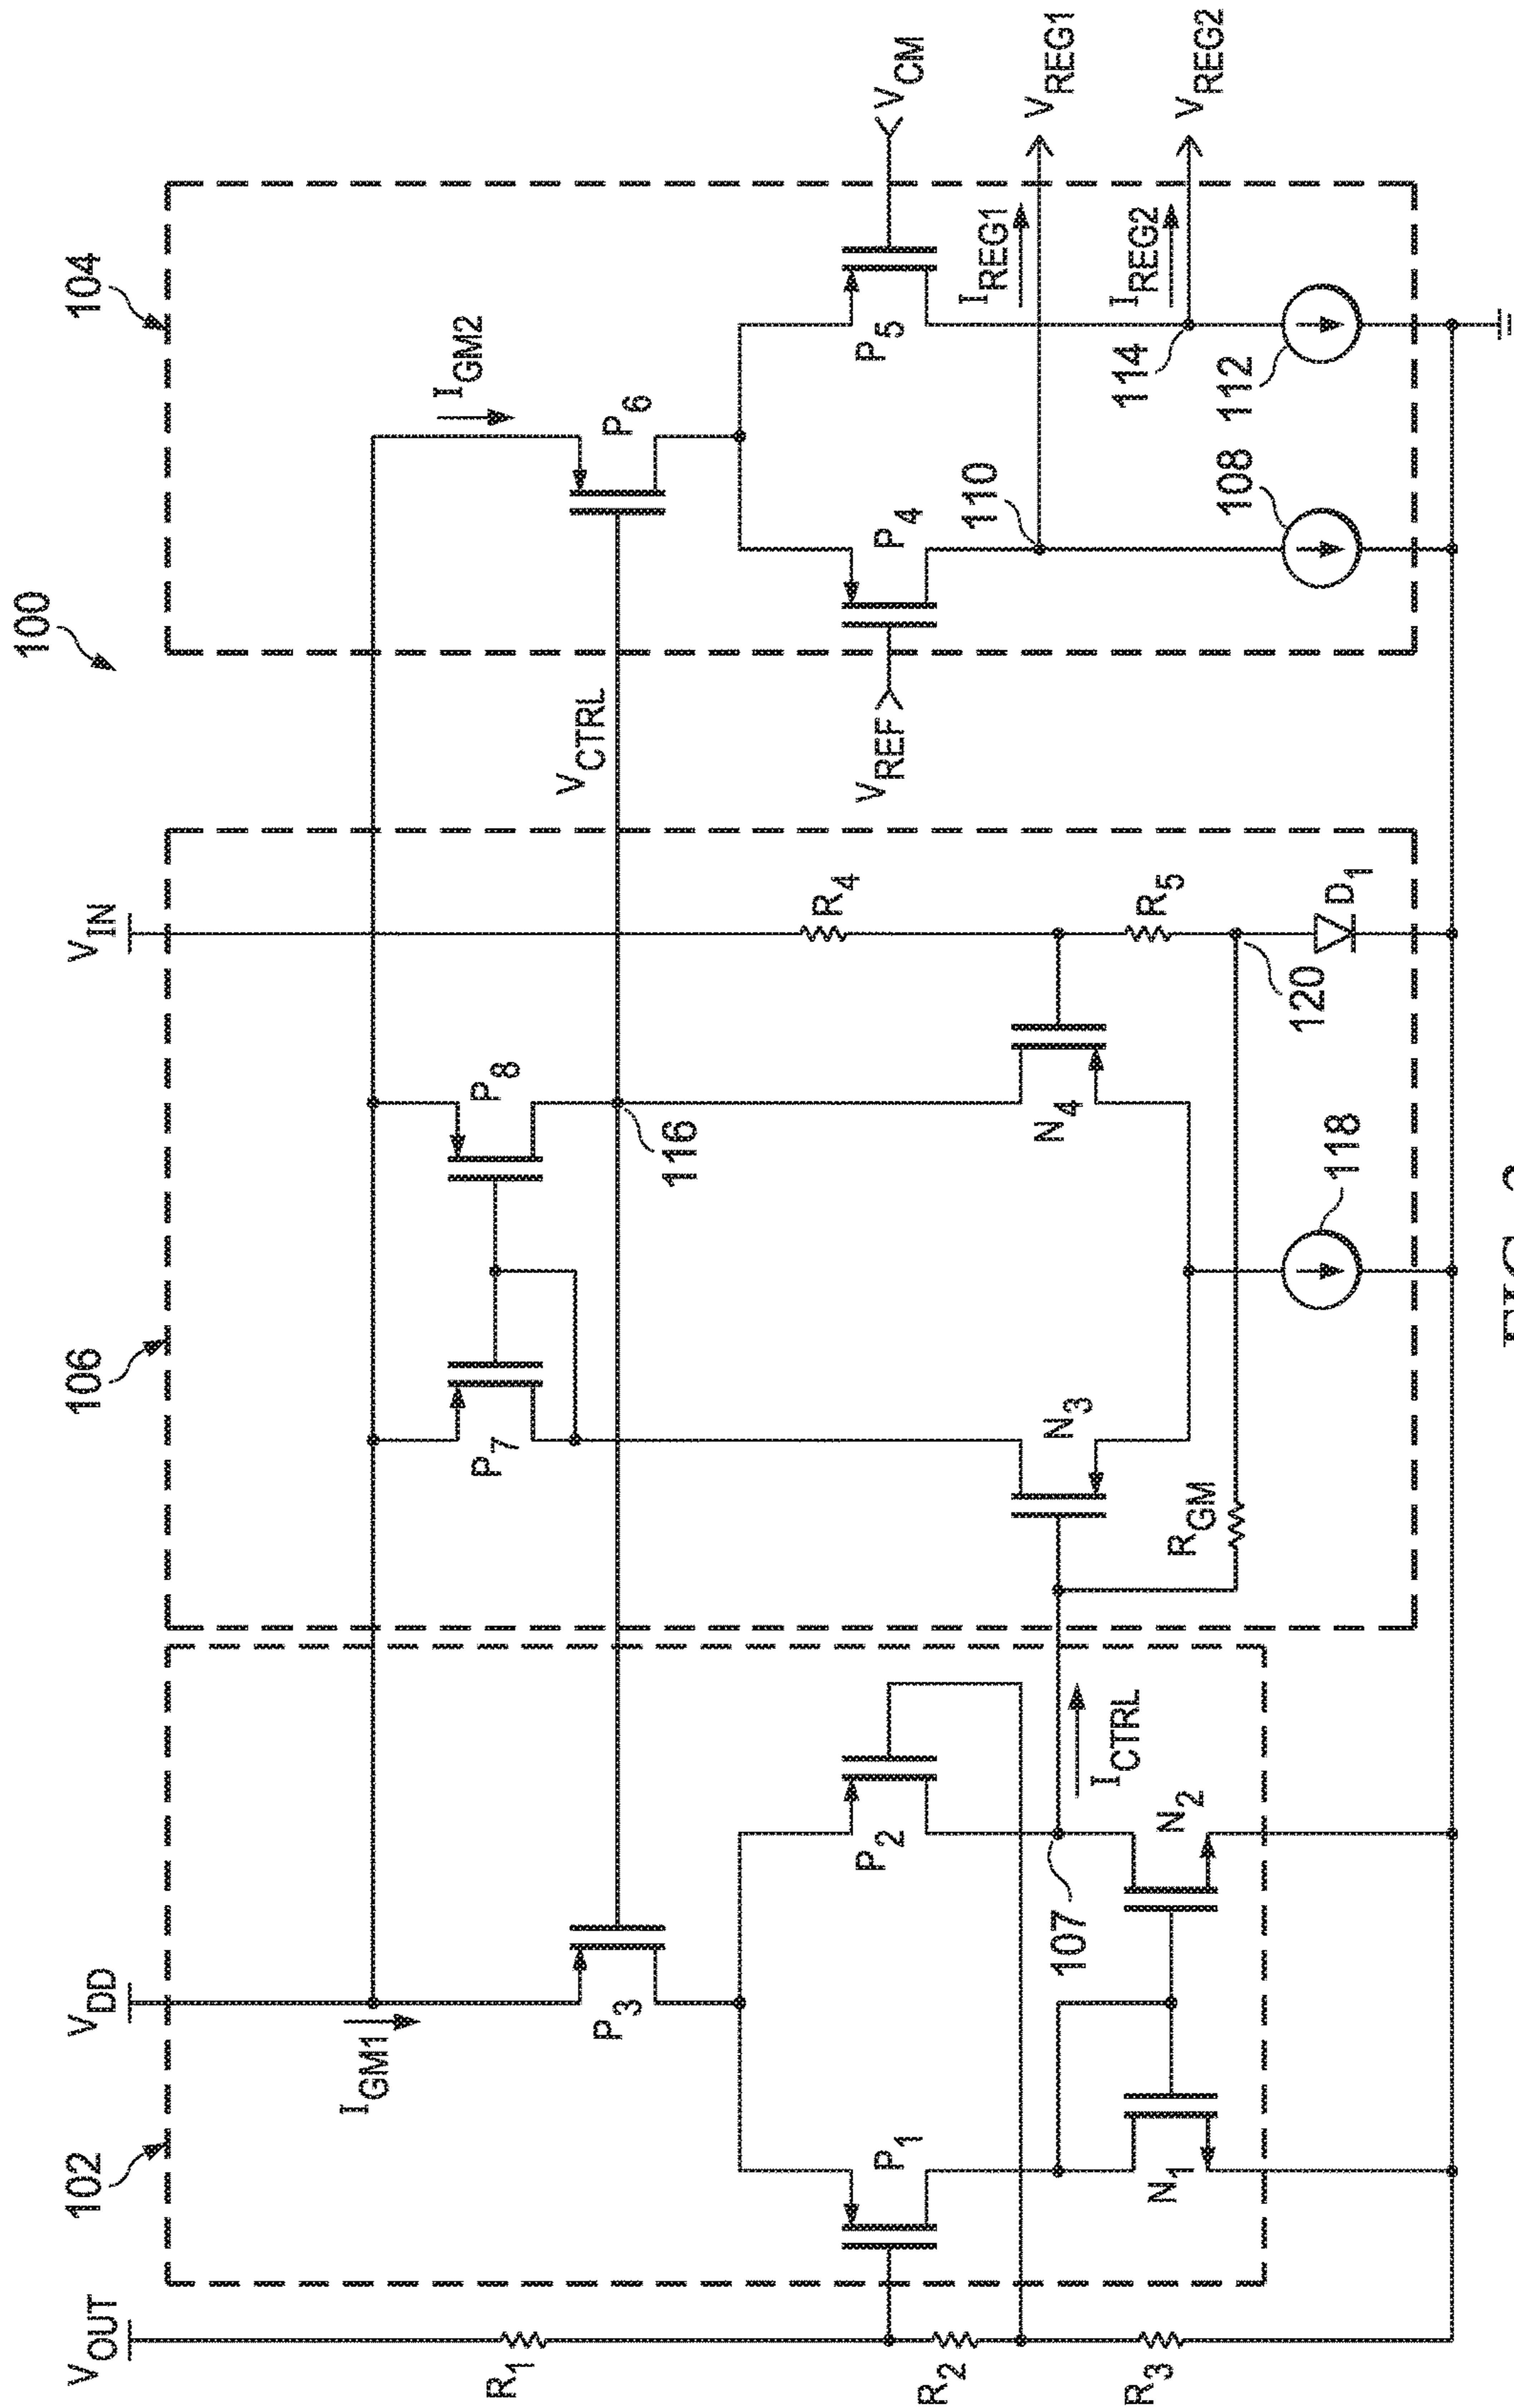 100
102
106
104
V_OUT
V_DD
V_IN
I_GM1
I_GM2
P_7
P_8
P_3
V_CTRL
P_6
R_1
116
P_1
P_2
V_REF
P_4
P_5
V_CM
R_4
R_2
107
I_CTRL
N_3
N_4
110
I_REG1
V_REG1
R_3
N_1
N_2
R_GM
R_5
114
I_REG2
V_REG2
118
120
D_1
108
112